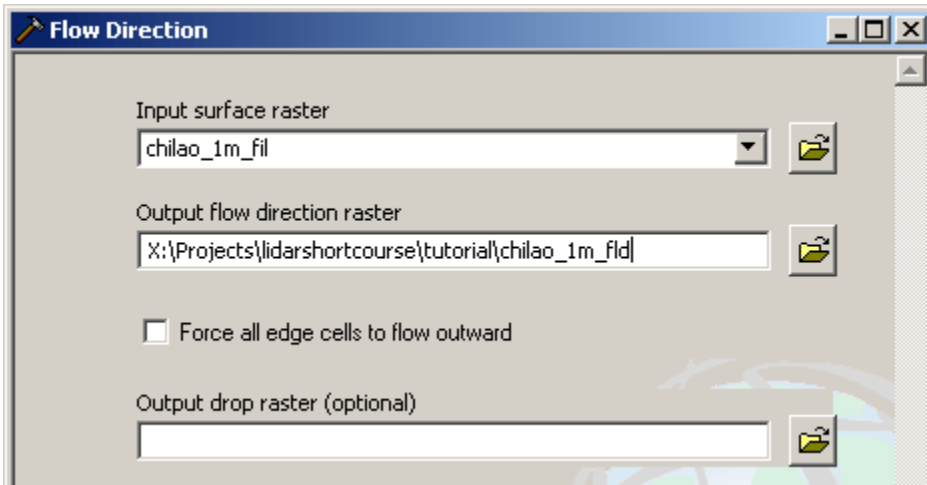 Flow Direction
Input surface raster
chilao_1m_fil
Output flow direction raster
X:\Projects\lidarshortcourse\tutorial\chilao_1m_fld
Force all edge cells to flow outward
Output drop raster (optional)